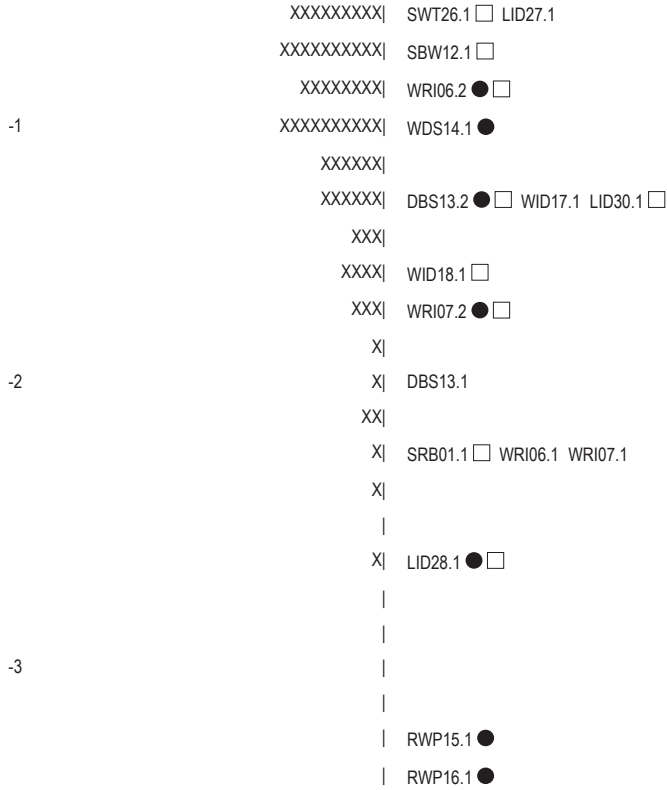 XXXXXXXXX| SWT26.1 □ LID27.1
XXXXXXXXXX| SBW12.1 □
XXXXXXXX| WRI06.2 ● □
-1 XXXXXXXXXX| WDS14.1 ●
XXXXXX|
XXXXXX| DBS13.2 ● □ WID17.1 LID30.1 □
XXX|
XXXX| WID18.1 □
XXX| WRI07.2 ● □
X|
-2 X| DBS13.1
XX|
X| SRB01.1 □ WRI06.1 WRI07.1
X|
|
X| LID28.1 ● □
|
|
-3 |
|
| RWP15.1 ●
| RWP16.1 ●